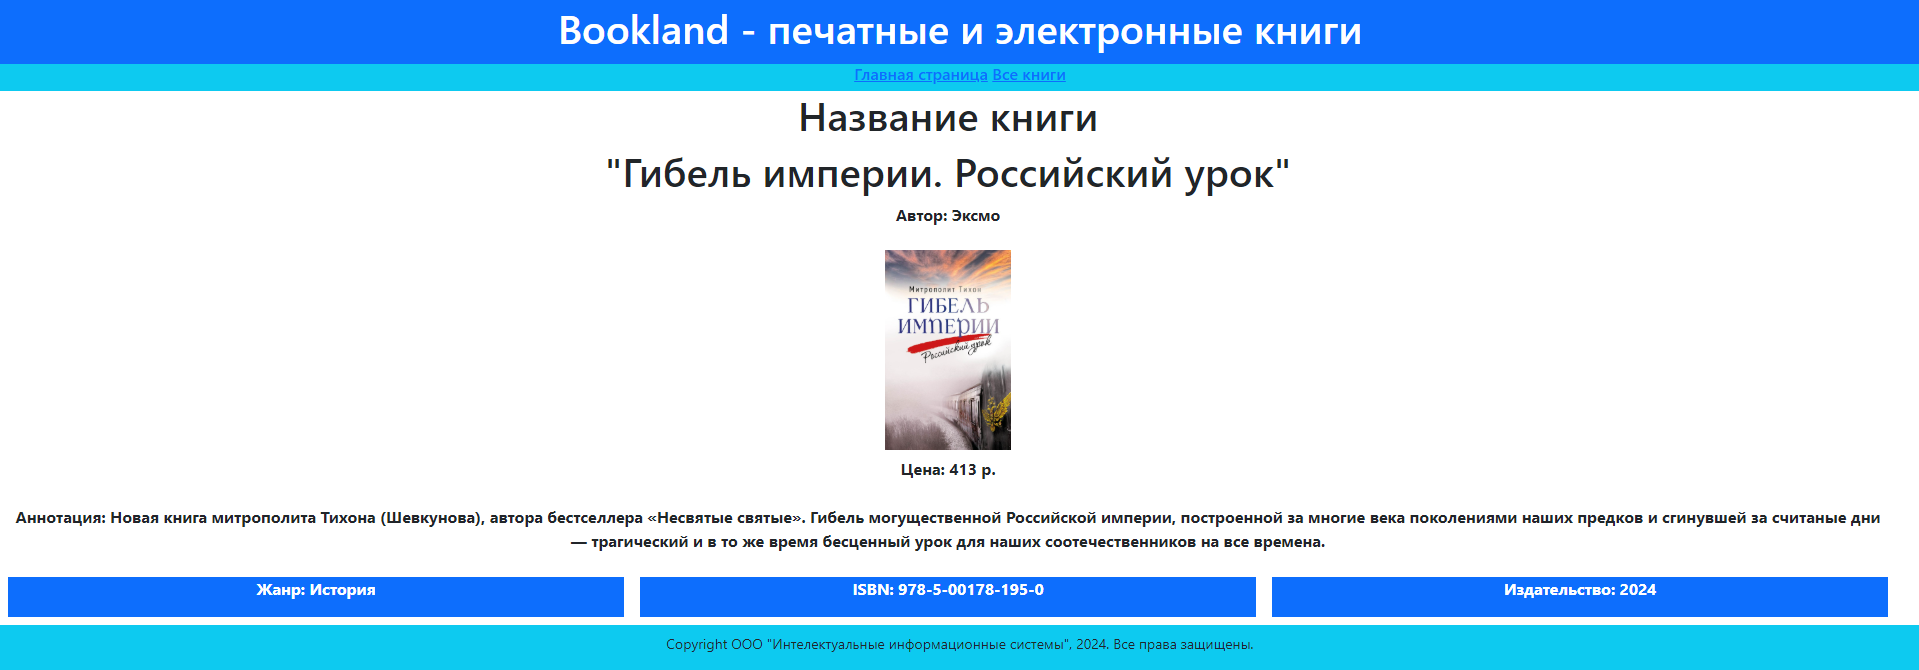 Bookland - печатные и электронные книги
Главная страница Все книги
Название книги
"Гибель империи. Российский урок"
Автор: Эксмо
Митрополит Тихон
ГИБЕЛЬ
ИМПЕРИИ
Российский урок
Цена: 413 р.
Аннотация: Новая книга митрополита Тихона (Шевкунова), автора бестселлера «Несвятые святые». Гибель могущественной Российской империи, построенной за многие века поколениями наших предков и сгинувшей за считаные дни
— трагический и в то же время бесценный урок для наших соотечественников на все времена.
Жанр: История
ISBN: 978-5-00178-195-0
Издательство: 2024
Copyright ООО "Интелектуальные информационные системы", 2024. Все права защищены.